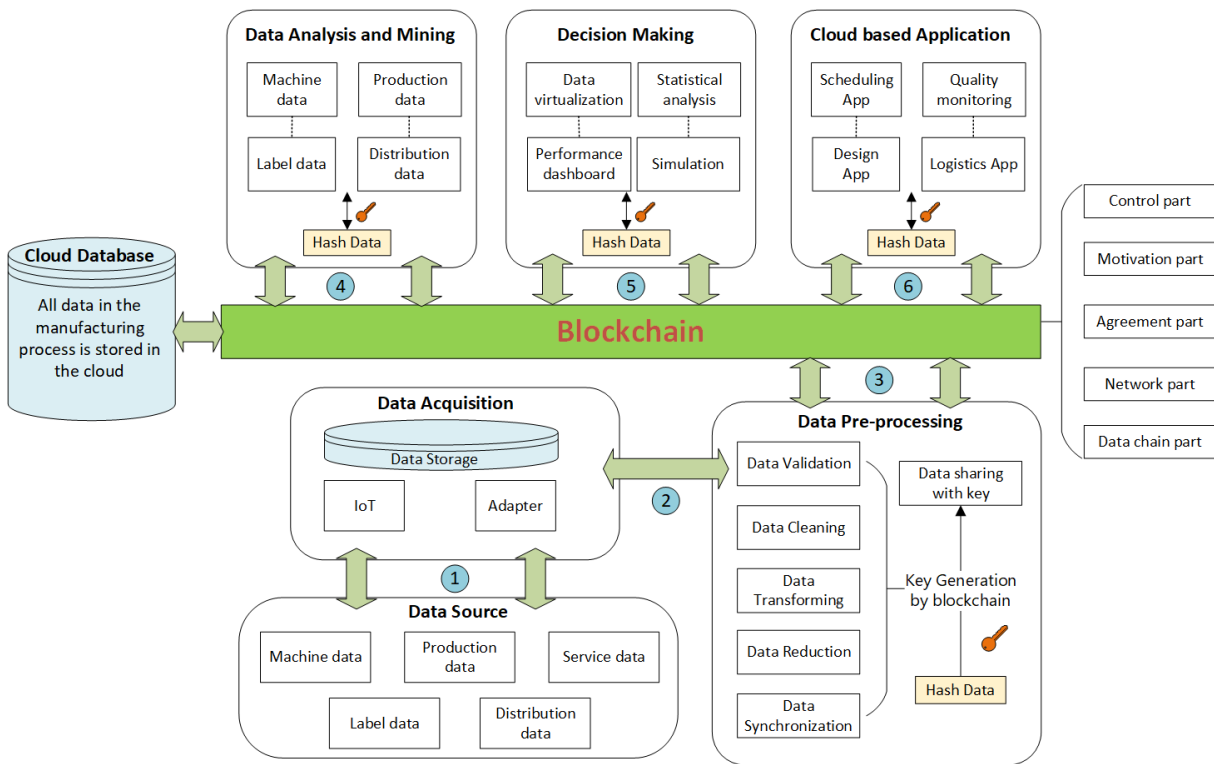 Data Analysis and Mining
Machine
data
Production
data
Label data
Distribution
data
Hash Data
Decision Making
Data
virtualization
Statistical
analysis
Performance
dashboard
Simulation
Hash Data
Cloud based Application
Scheduling
App
Quality
monitoring
Design
App
Logistics App
Hash Data
Control part
Motivation part
Agreement part
Network part
Data chain part
Cloud Database
All data in the
manufacturing
process is stored in
the cloud
4
5
6
Blockchain
3
Data Acquisition
Data Storage
IoT
Adapter
2
1
Data Source
Machine data
Production
data
Service data
Label data
Distribution
data
Data Pre-processing
Data Validation
Data Cleaning
Data
Transforming
Data Reduction
Data
Synchronization
Data sharing
with key
Key Generation
by blockchain
Hash Data